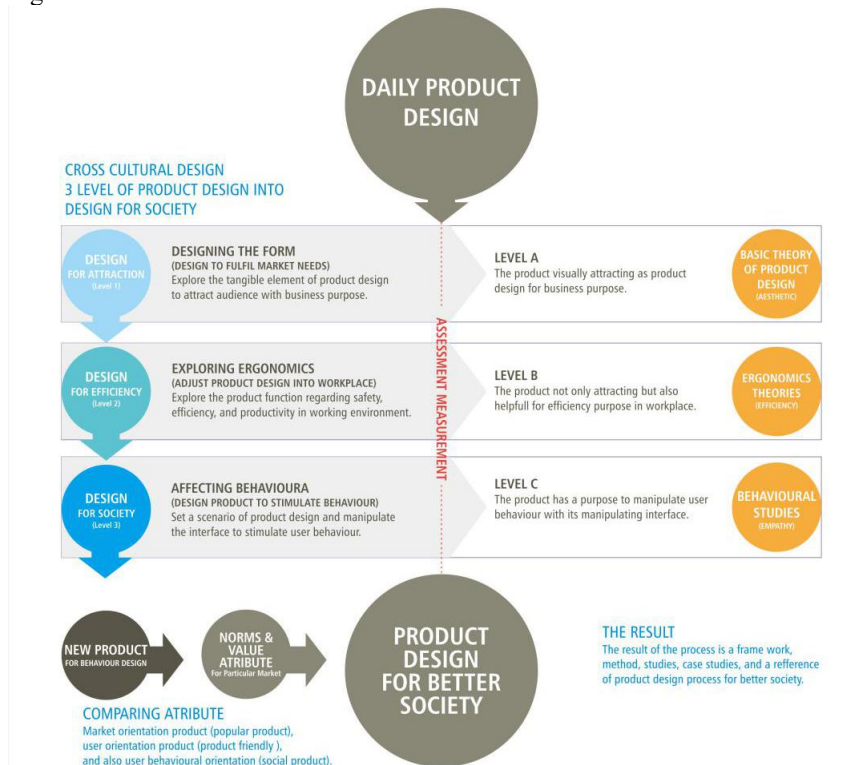 DAILY PRODUCT
DESIGN
CROSS CULTURAL DESIGN
3 LEVEL OF PRODUCT DESIGN INTO
DESIGN FOR SOCIETY
DESIGN
FOR ATTRACTION
(Level 1)
DESIGNING THE FORM
(DESIGN TO FULFIL MARKET NEEDS)
Explore the tangible element of product design
to attract audience with business purpose.
LEVEL A
The product visually attracting as product
design for business purpose.
BASIC THEORY
OF PRODUCT
DESIGN
(AESTHETIC)
ASSESSMENT MEASUREMENT
DESIGN
FOR EFFICIENCY
(Level 2)
EXPLORING ERGONOMICS
(ADJUST PRODUCT DESIGN INTO WORKPLACE)
Explore the product function regarding safety,
efficiency, and productivity in working environment.
LEVEL B
The product not only attracting but also
helpfull for efficiency purpose in workplace.
ERGONOMICS
THEORIES
(EFFICIENCY)
DESIGN
FOR SOCIETY
(Level 3)
AFFECTING BEHAVIOURA
(DESIGN PRODUCT TO STIMULATE BEHAVIOUR)
Set a scenario of product design and manipulate
the interface to stimulate user behaviour.
LEVEL C
The product has a purpose to manipulate user
behaviour with its manipulating interface.
BEHAVIOURAL
STUDIES
(EMPATHY)
NEW PRODUCT
FOR BEHAVIOUR DESIGN
NORMS &
VALUE
ATRIBUTE
For Particular Market
PRODUCT
DESIGN
FOR BETTER
SOCIETY
THE RESULT
The result of the process is a frame work,
method, studies, case studies, and a refference
of product design process for better society.
COMPARING ATRIBUTE
Market orientation product (popular product),
user orientation product (product friendly ),
and also user behavioural orientation (social product).